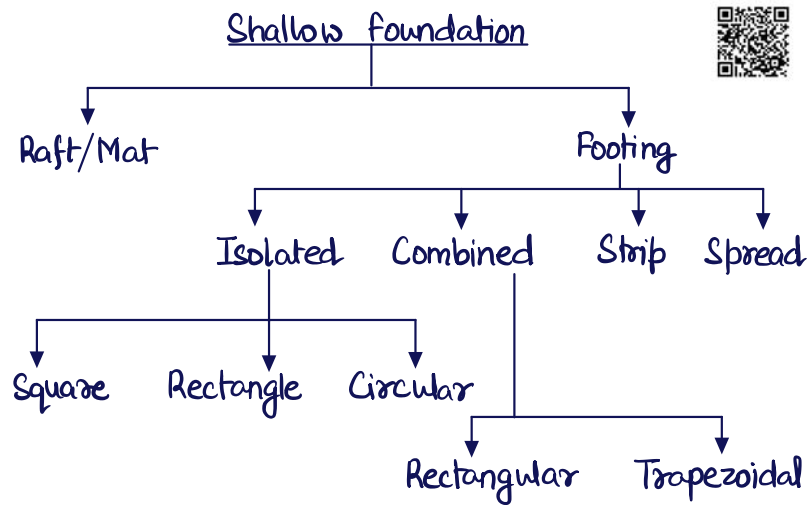 Shallow foundation
Raft/Mat
Footing
Isolated Combined Strip Spread
Square Rectangle Circular
Rectangular Trapezoidal